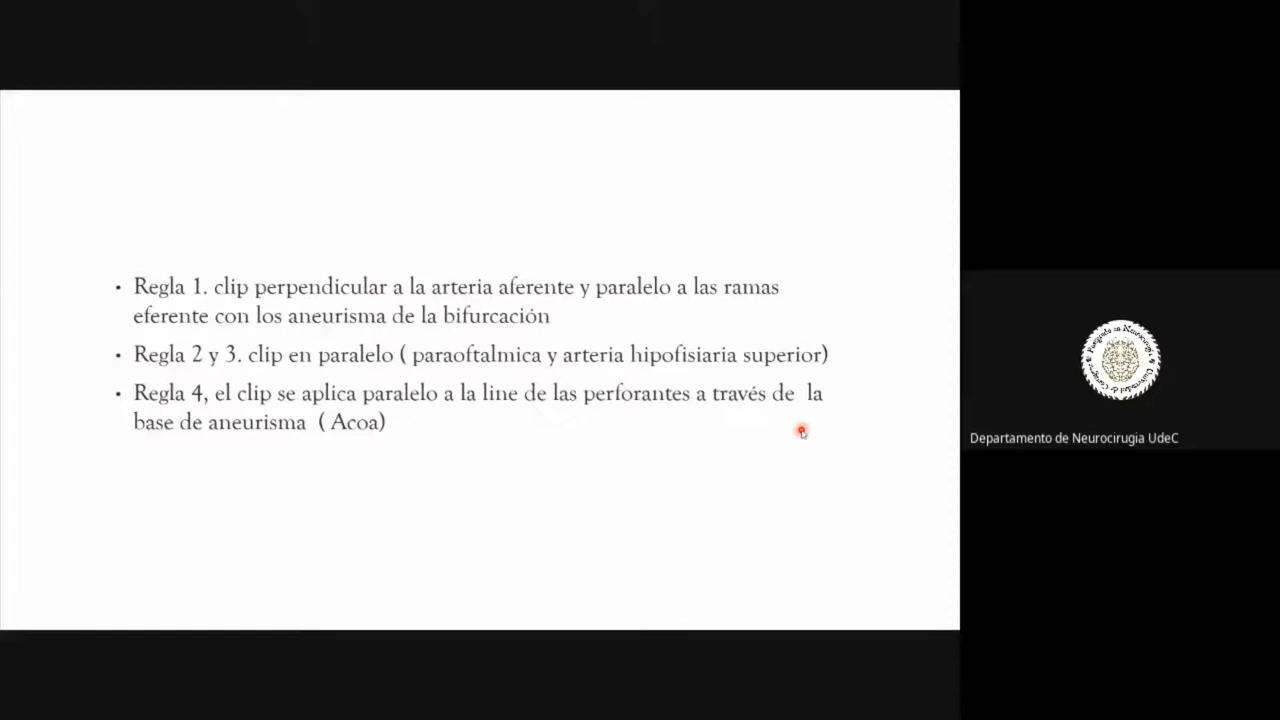 • Regla 1. clip perpendicular a la arteria aferente y paralelo a las ramas
eferente con los aneurisma de la bifurcación
• Regla 2 y 3. clip en paralelo ( paraoftalmica y arteria hipofisiaria superior)
• Regla 4, el clip se aplica paralelo a la line de las perforantes a través de la
base de aneurisma ( Acoa)
Departamento de Neurocirugia UdeC